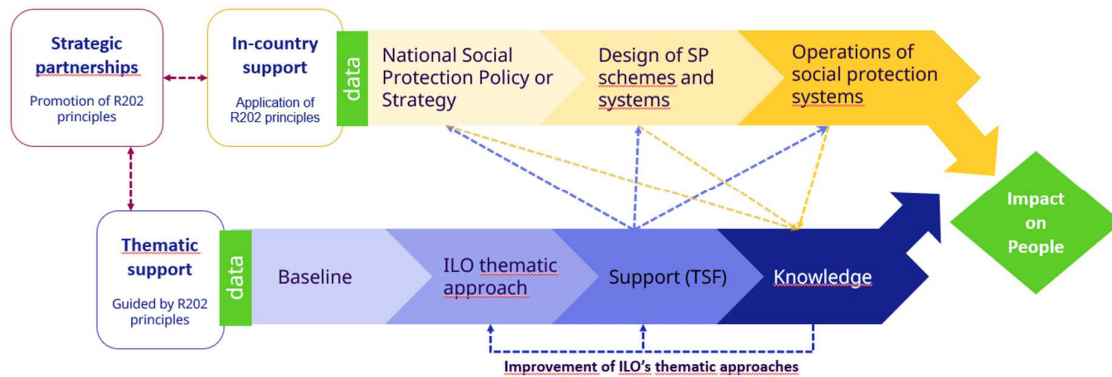 Strategic
partnerships
Promotion of R202
principles
In-country
support
Application of
R202 principles
data
National Social
Protection Policy or
Strategy
Design of SP
schemes and
systems
Operations of
social protection
systems
Impact
on
People
Thematic
support
Guided by R202
principles
data
Baseline
ILO thematic
approach
Support (TSF)
Knowledge
Improvement of ILO's thematic approaches